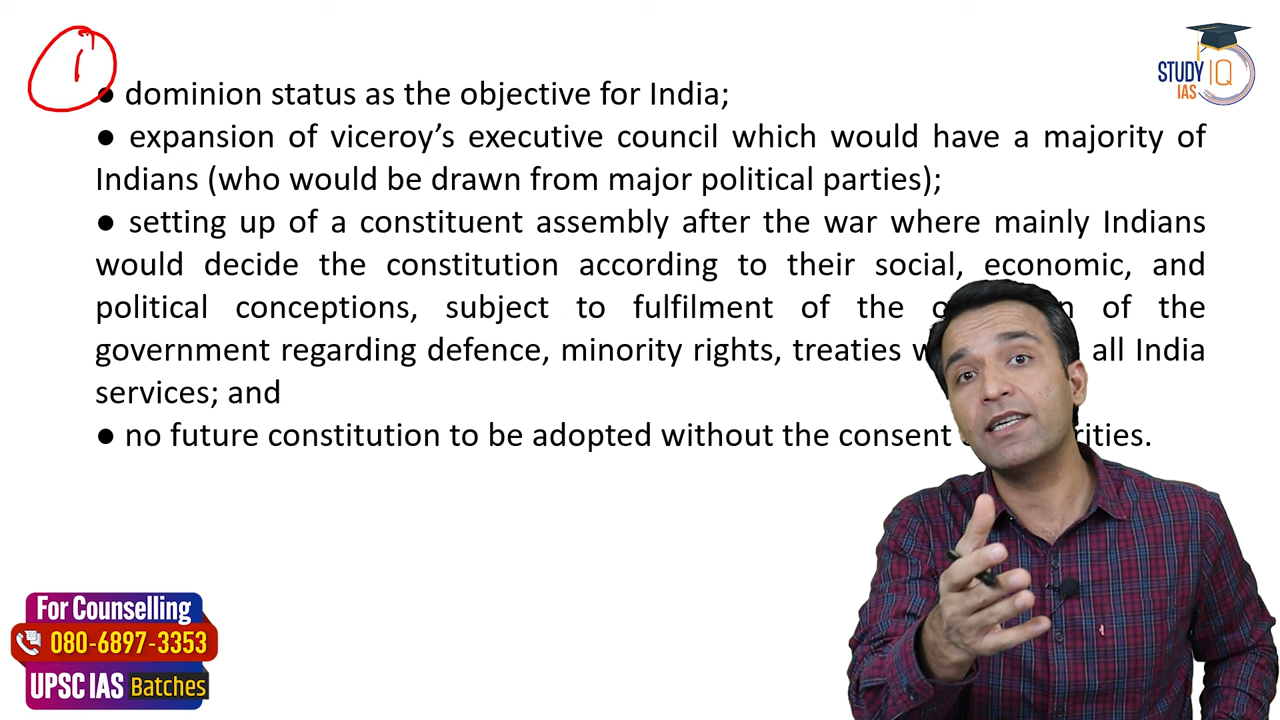 1
● dominion status as the objective for India;
● expansion of viceroy’s executive council which would have a majority of
Indians (who would be drawn from major political parties);
● setting up of a constituent assembly after the war where mainly Indians
would decide the constitution according to their social, economic, and
political conceptions, subject to fulfilment of the of the
government regarding defence, minority rights, treaties all India
services; and
● no future constitution to be adopted without the consent
STUDY IQ
IAS
For Counselling
080-6897-3353
UPSC IAS Batches